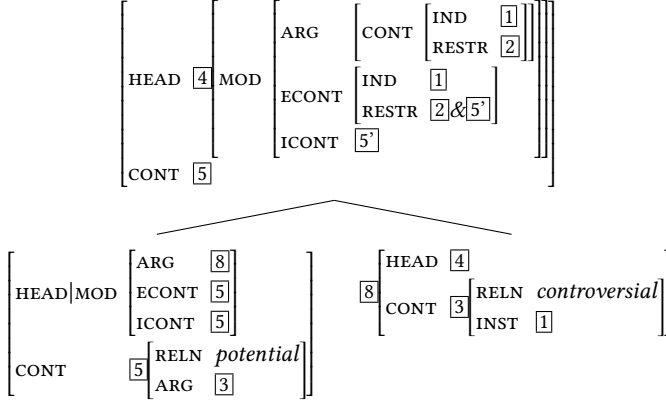 ARG CONT IND 1
RESTR 2
HEAD 4 MOD
ECONT IND 1
RESTR 2&5’
ICONT 5’
CONT 5
HEAD|MOD ARG 8
ECONT 5
ICONT 5
CONT 5 RELN potential
ARG 3
8 HEAD 4
CONT 3 RELN controversial
INST 1